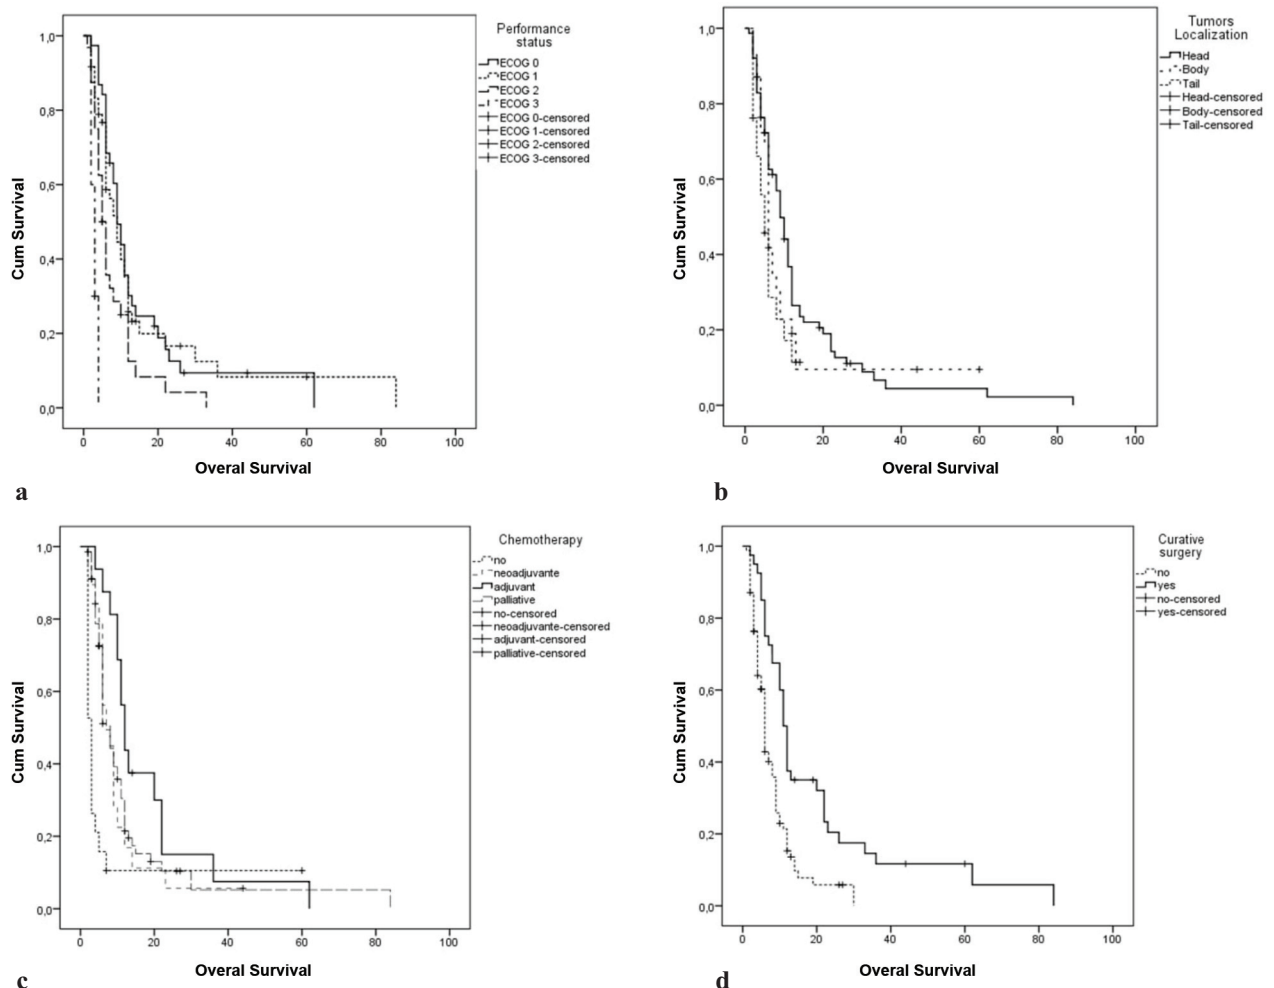 Performance
status
ECOG 0
ECOG 1
ECOG 2
ECOG 3
ECOG 0-censored
ECOG 1-censored
ECOG 2-censored
ECOG 3-censored
1,0
0,8
0,6
0,4
0,2
0,0
Cum Survival
0 20 40 60 80 100
Overal Survival
a
Tumors
Localization
Head
Body
Tail
Head-censored
Body-censored
Tail-censored
1,0
0,8
0,6
0,4
0,2
0,0
Cum Survival
0 20 40 60 80 100
Overal Survival
b
Chemotherapy
no
neoadjuvante
adjuvant
palliative
no-censored
neoadjuvante-censored
adjuvant-censored
palliative-censored
1,0
0,8
0,6
0,4
0,2
0,0
Cum Survival
0 20 40 60 80 100
Overal Survival
c
Curative
surgery
no
yes
no-censored
yes-censored
1,0
0,8
0,6
0,4
0,2
0,0
Cum Survival
0 20 40 60 80 100
Overal Survival
d